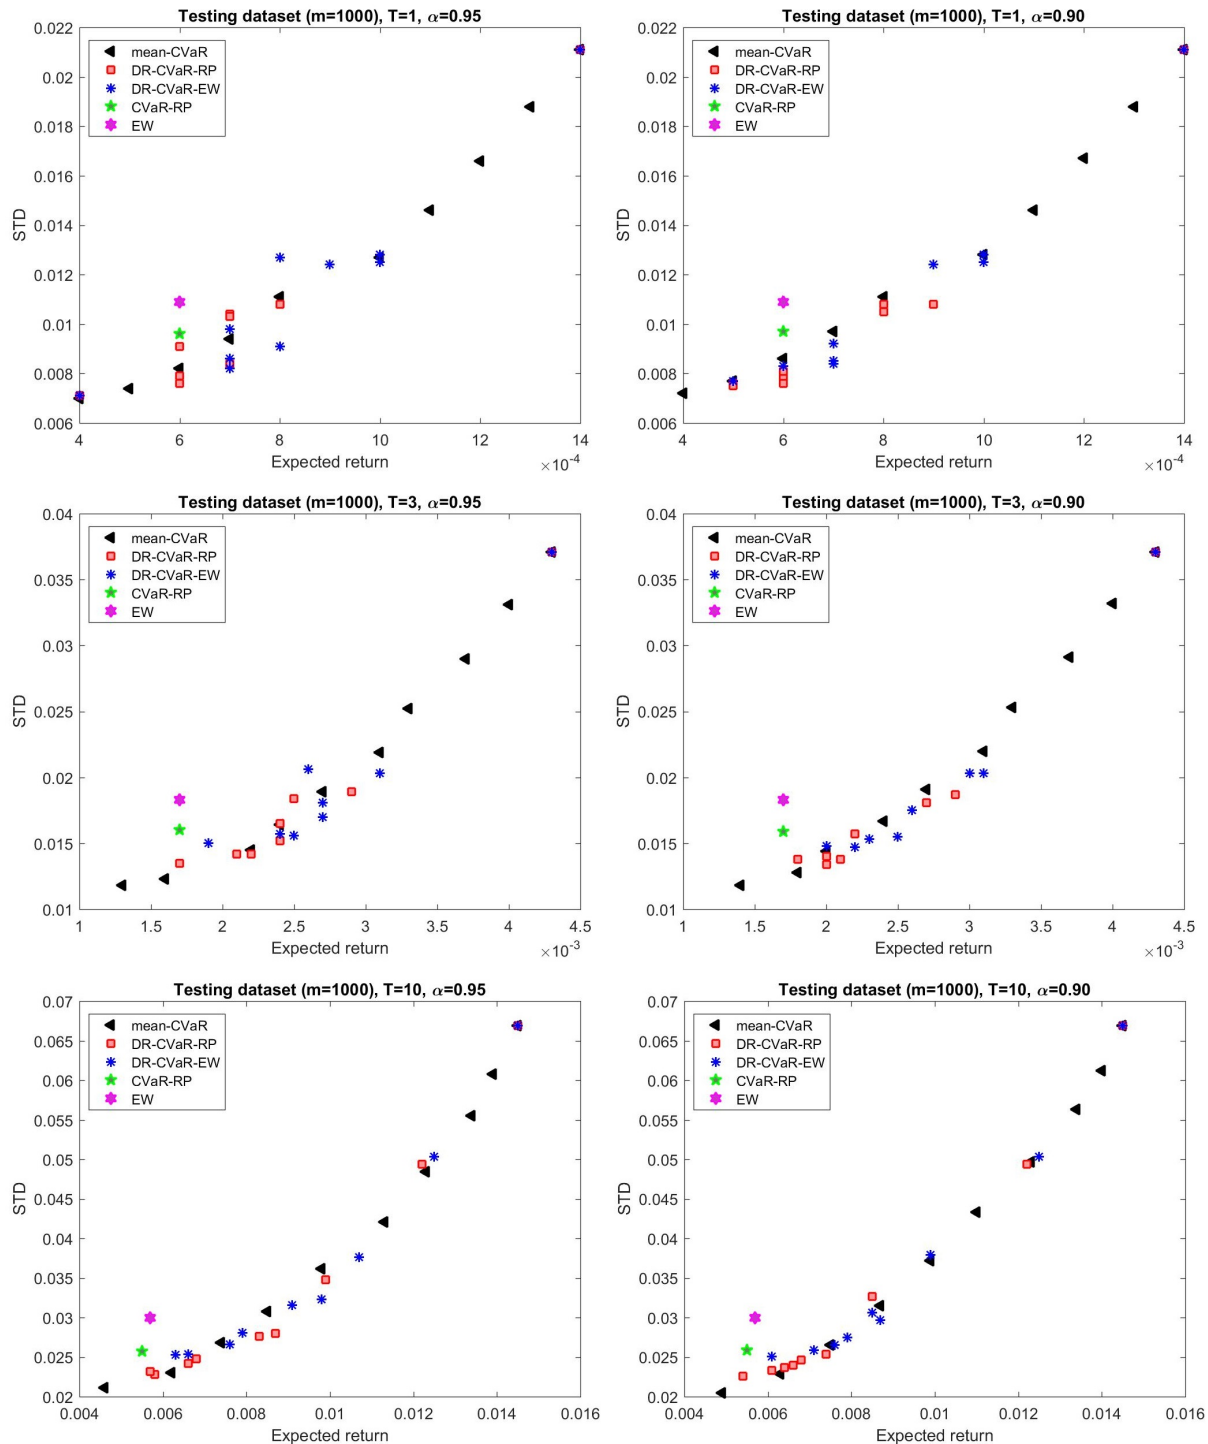 Testing dataset (m=1000), T=1, α=0.95
mean-CVaR
DR-CVaR-RP
DR-CVaR-EW
CVaR-RP
EW
STD
0.022
0.02
0.018
0.016
0.014
0.012
0.01
0.008
0.006
4 6 8 10 12 14
Expected return
×10-4
Testing dataset (m=1000), T=1, α=0.90
mean-CVaR
DR-CVaR-RP
DR-CVaR-EW
CVaR-RP
EW
STD
0.022
0.02
0.018
0.016
0.014
0.012
0.01
0.008
0.006
4 6 8 10 12 14
Expected return
×10-4
Testing dataset (m=1000), T=3, α=0.95
mean-CVaR
DR-CVaR-RP
DR-CVaR-EW
CVaR-RP
EW
STD
0.04
0.035
0.03
0.025
0.02
0.015
0.01
1 1.5 2 2.5 3 3.5 4 4.5
Expected return
×10-3
Testing dataset (m=1000), T=3, α=0.90
mean-CVaR
DR-CVaR-RP
DR-CVaR-EW
CVaR-RP
EW
STD
0.04
0.035
0.03
0.025
0.02
0.015
0.01
1 1.5 2 2.5 3 3.5 4 4.5
Expected return
×10-3
Testing dataset (m=1000), T=10, α=0.95
mean-CVaR
DR-CVaR-RP
DR-CVaR-EW
CVaR-RP
EW
STD
0.07
0.065
0.06
0.055
0.05
0.045
0.04
0.035
0.03
0.025
0.02
0.004 0.006 0.008 0.01 0.012 0.014 0.016
Expected return
Testing dataset (m=1000), T=10, α=0.90
mean-CVaR
DR-CVaR-RP
DR-CVaR-EW
CVaR-RP
EW
STD
0.07
0.065
0.06
0.055
0.05
0.045
0.04
0.035
0.03
0.025
0.02
0.004 0.006 0.008 0.01 0.012 0.014 0.016
Expected return